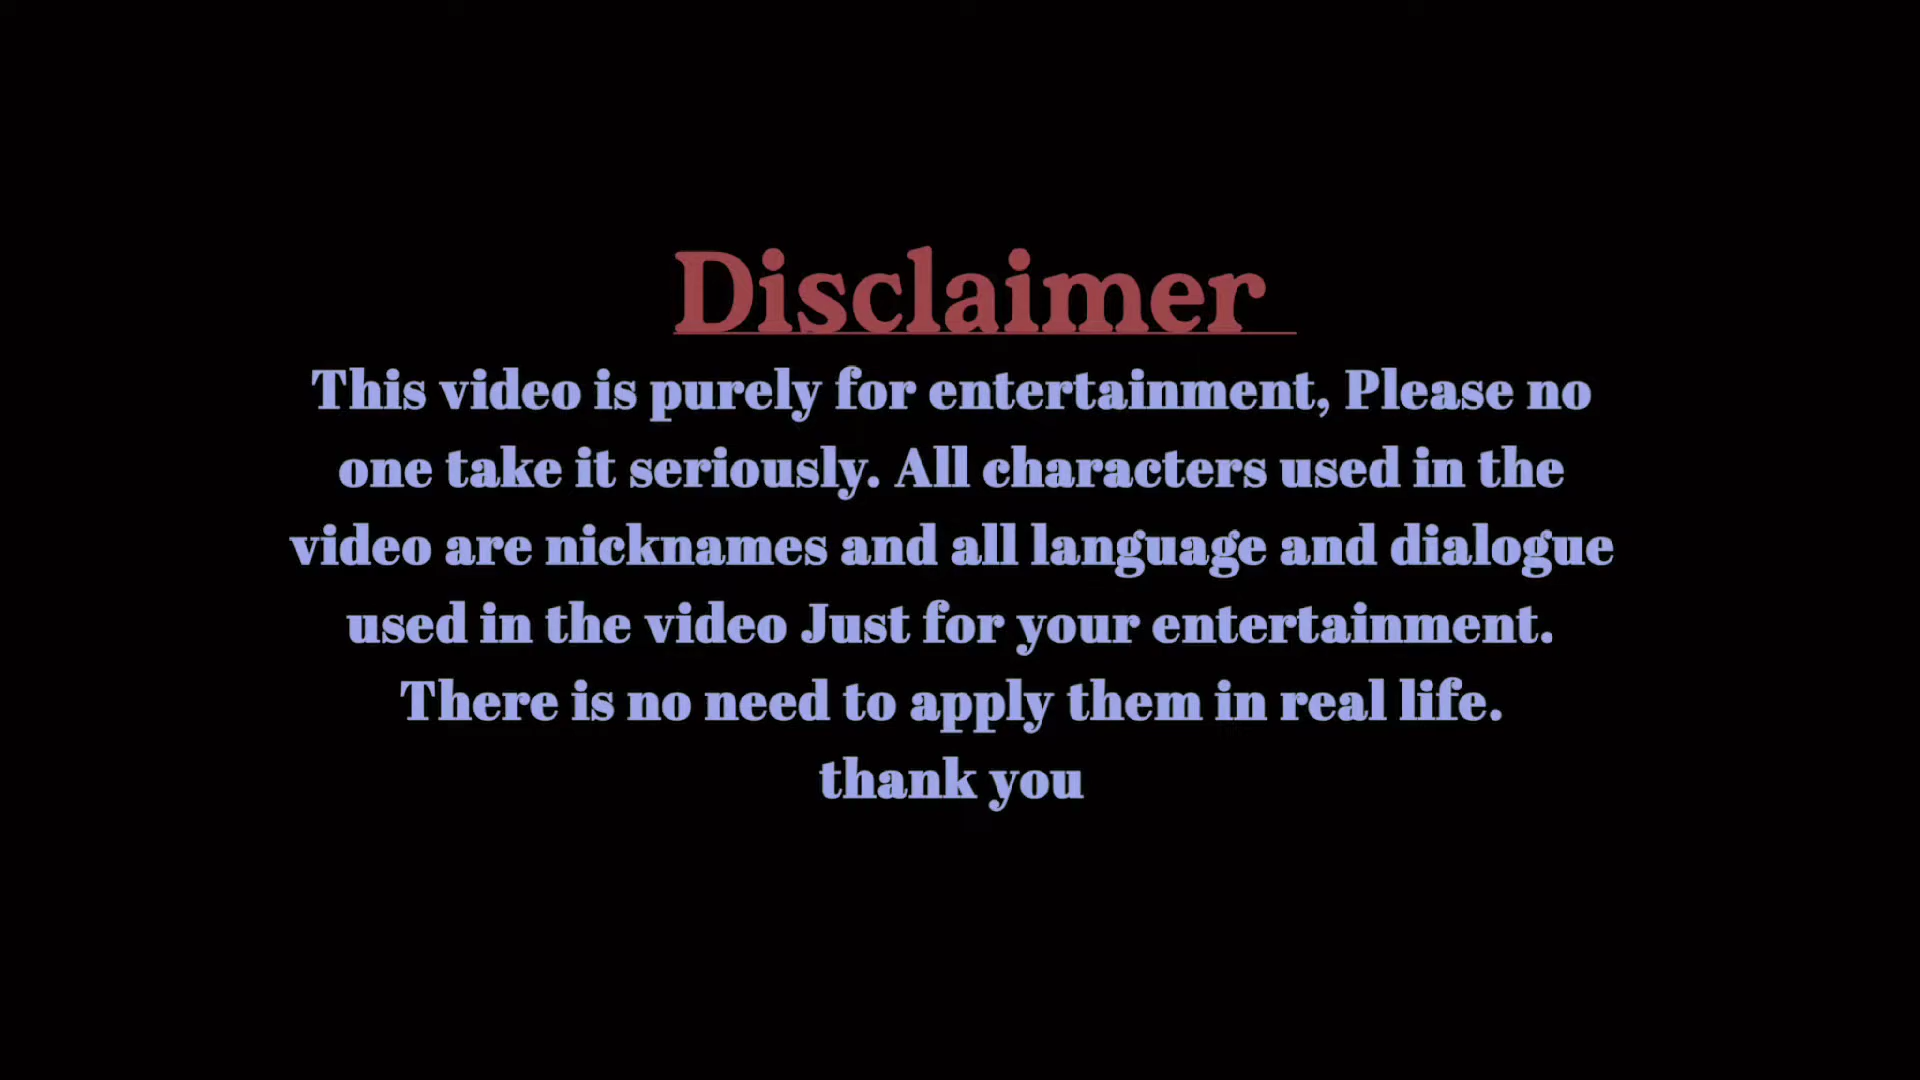 Disclaimer
This video is purely for entertainment, Please no
one take it seriously. All characters used in the
video are nicknames and all language and dialogue
used in the video Just for your entertainment.
There is no need to apply them in real life.
thank you